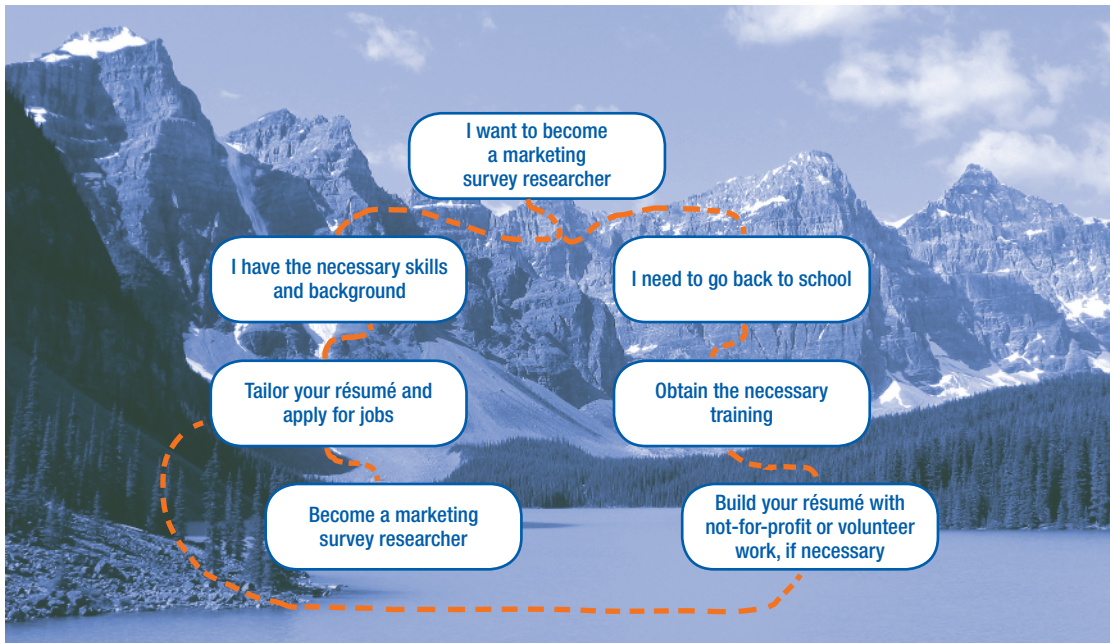 I want to become
a marketing
survey researcher
I have the necessary skills
and background
I need to go back to school
Tailor your résumé and
apply for jobs
Obtain the necessary
training
Become a marketing
survey researcher
Build your résumé with
not-for-profit or volunteer
work, if necessary